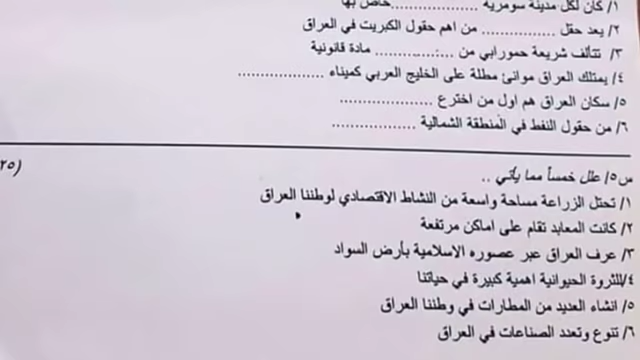 ١/ كان لكل مدينة سومرية ..................خاص بها
٢/ يعد حقل ............... من اهم حقول الكبريت في العراق
٣/ تتألف شريعة حمورابي من ...:............ مادة قانونية
٤/ يمتلك العراق موانئ مطلة على الخليج العربي كميناء ..................
٥/ سكان العراق هم اول من اخترع ...................
٦/ من حقول النفط في المنطقة الشمالية .................
س٥/ علل خمساً مما يأتي .. (٢٥
١/ تحتل الزراعة مساحة واسعة من النشاط الاقتصادي لوطننا العراق
٢/ كانت المعابد تقام على اماكن مرتفعة
٣/ عرف العراق عبر عصوره الاسلامية بأرض السواد
٤/للثروة الحيوانية اهمية كبيرة في حياتنا
٥/ انشاء العديد من المطارات في وطننا العراق
٦/ تنوع وتعدد الصناعات في العراق